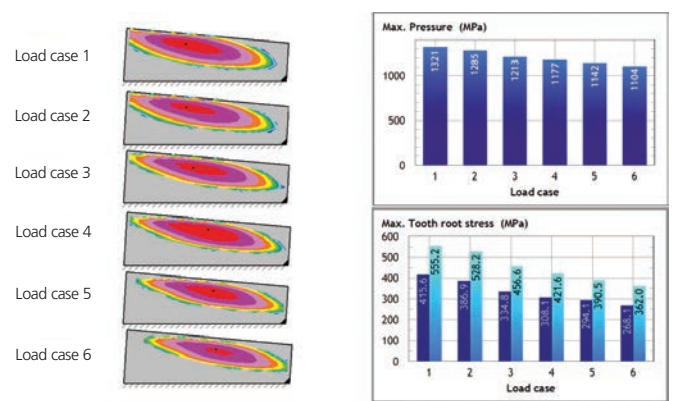 Load case 1
Load case 2
Load case 3
Load case 4
Load case 5
Load case 6
Max. Pressure (MPa)
1000
500
0
1321
1285
1213
1177
1142
1104
1 2 3 4 5 6
Load case
Max. Tooth root stress (MPa)
600
500
400
300
200
100
0
415.6
555.2
386.9
528.2
334.8
456.6
308.1
421.6
294.1
390.5
268.1
362.0
1 2 3 4 5 6
Load case